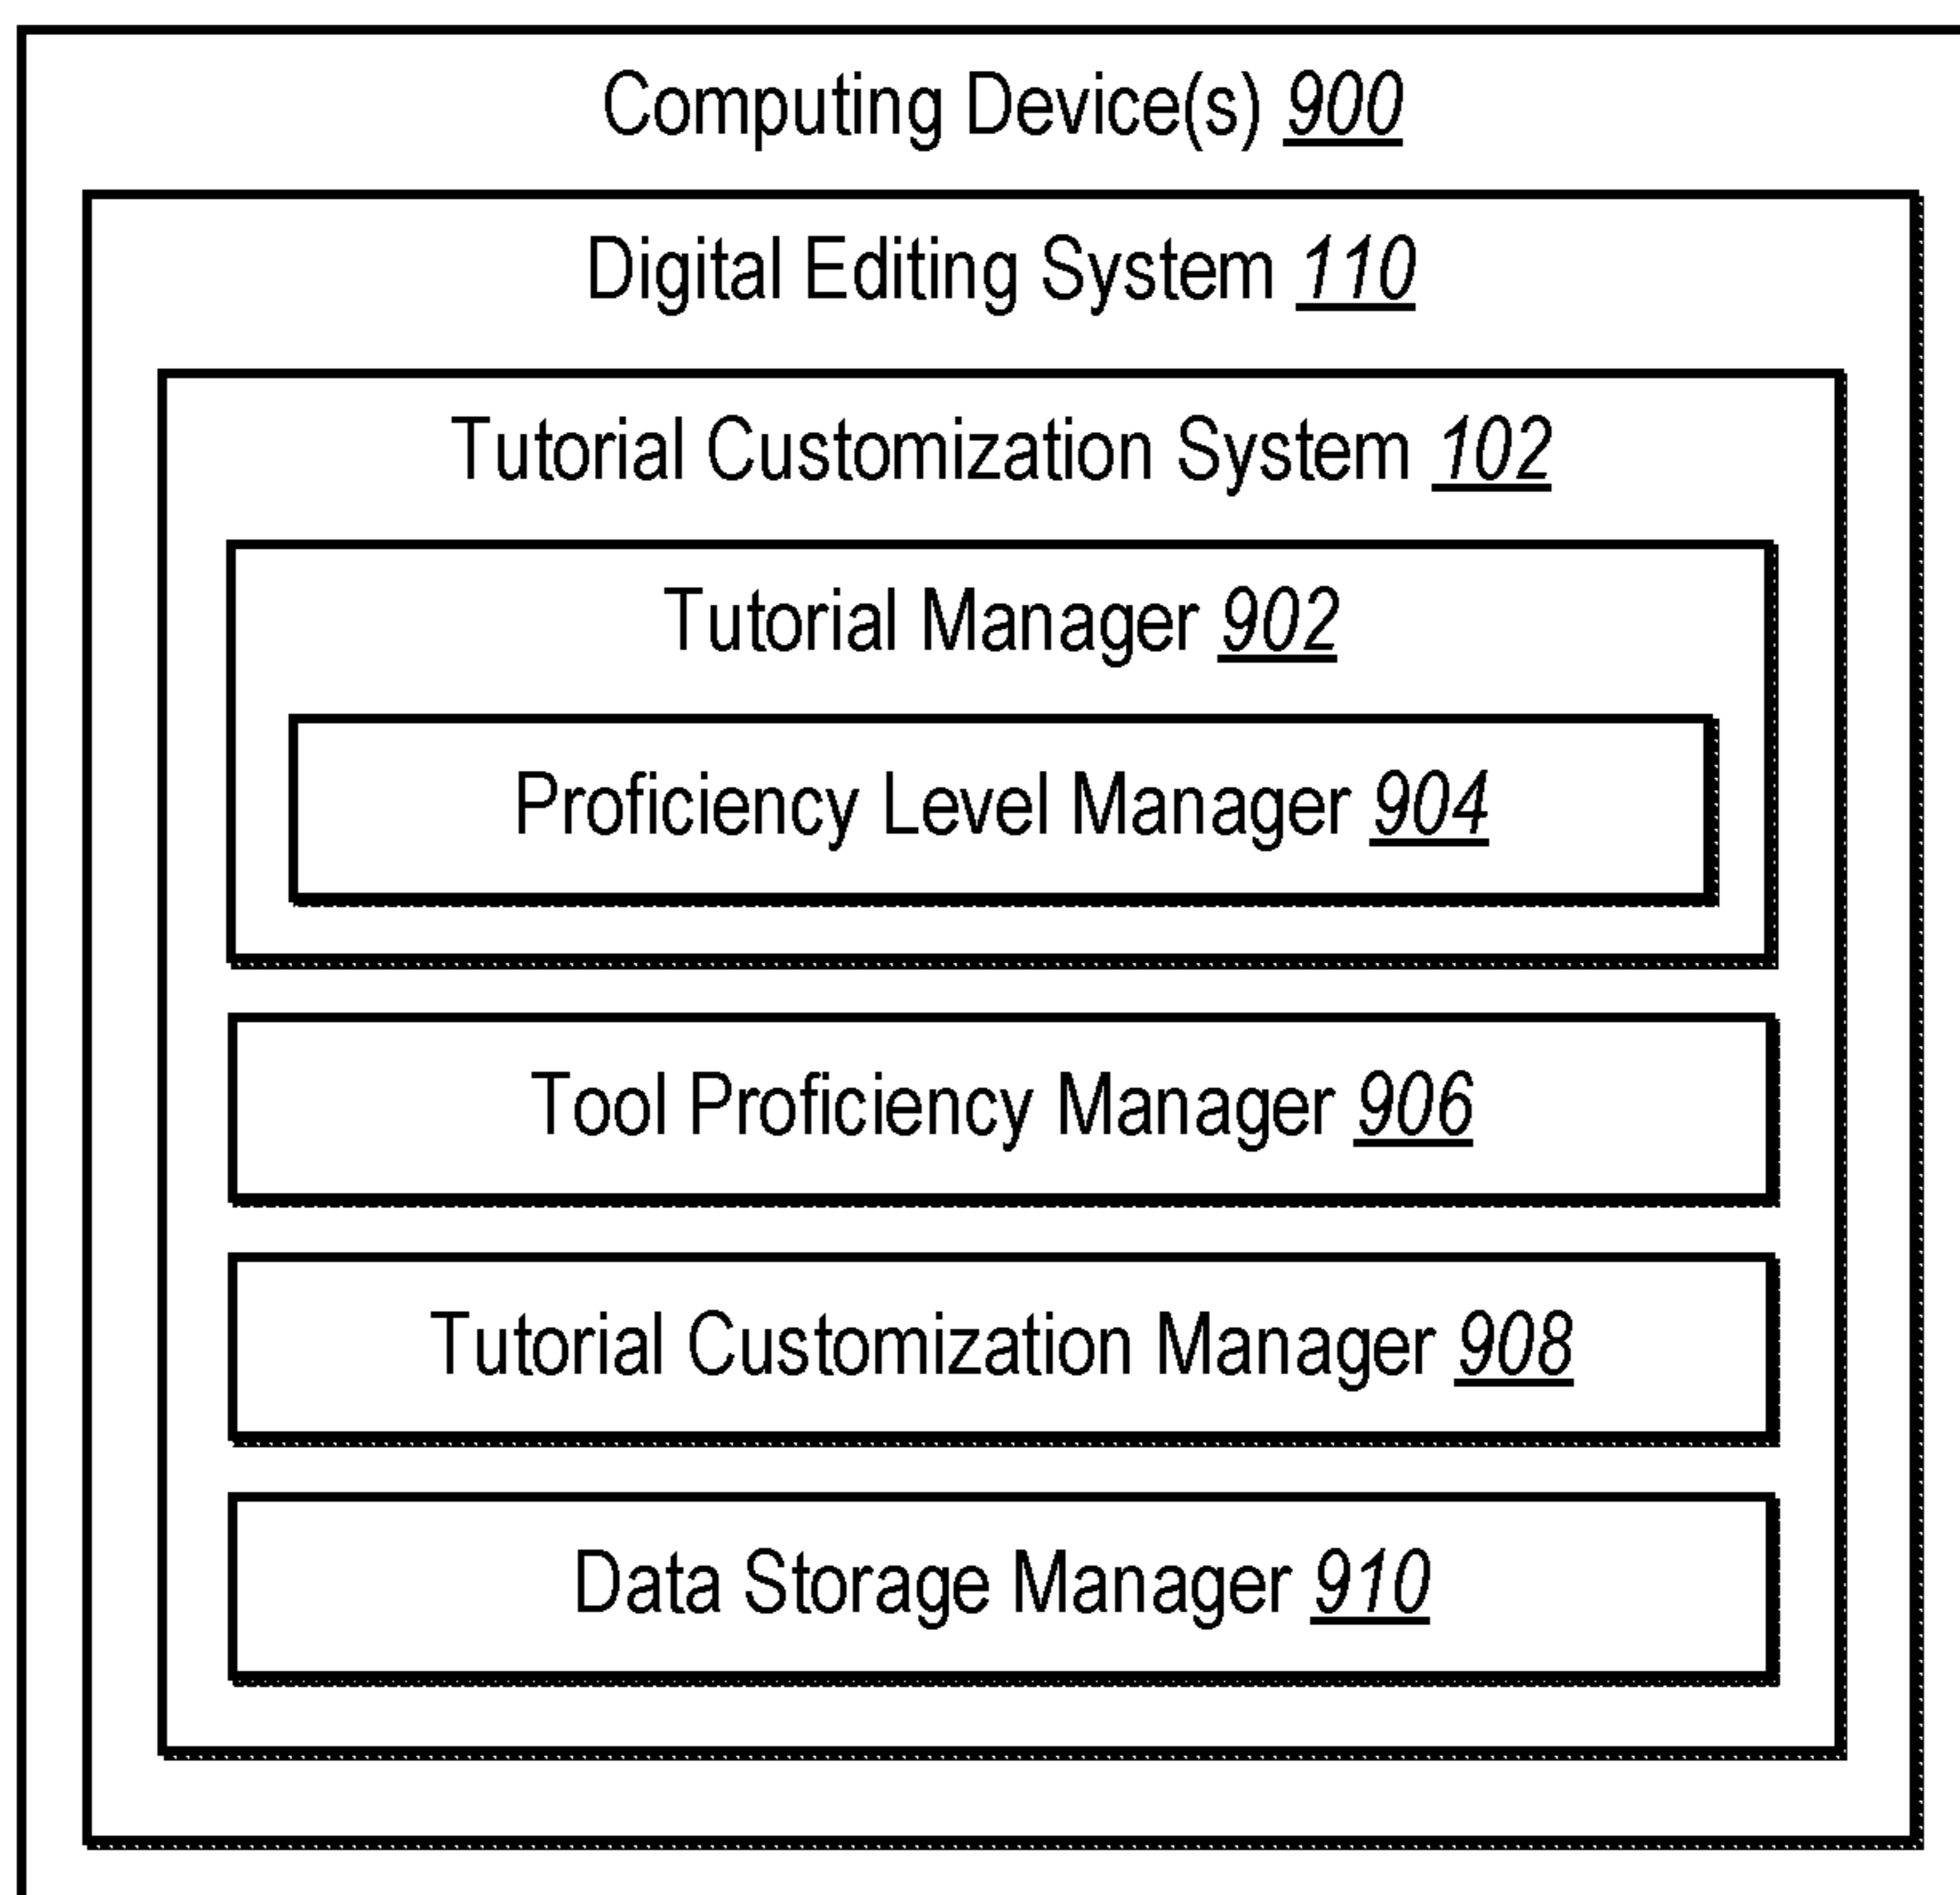 Computing Device(s) 900
Digital Editing System 110
Tutorial Customization System 102
Tutorial Manager 902
Proficiency Level Manager 904
Tool Proficiency Manager 906
Tutorial Customization Manager 908
Data Storage Manager 910